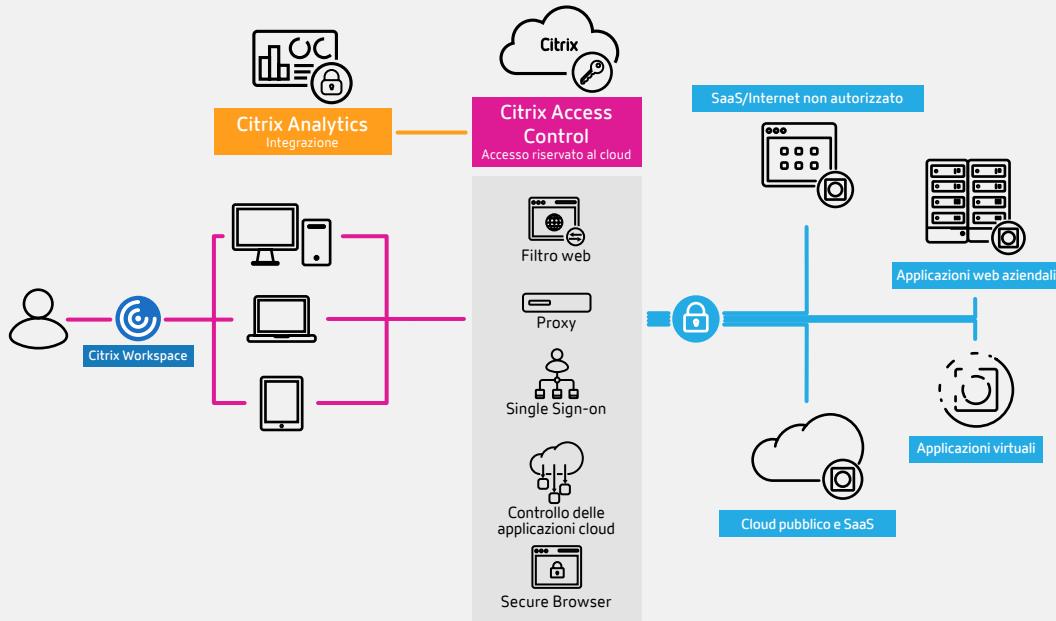 Citrix
Citrix Analytics
Integrazione
Citrix Access
Control
Accesso riservato al cloud
SaaS/Internet non autorizzato
Filtro web
Applicazioni web aziendali
Proxy
Citrix Workspace
Single Sign-on
Applicazioni virtuali
Controllo delle
applicazioni cloud
Cloud pubblico e SaaS
Secure Browser